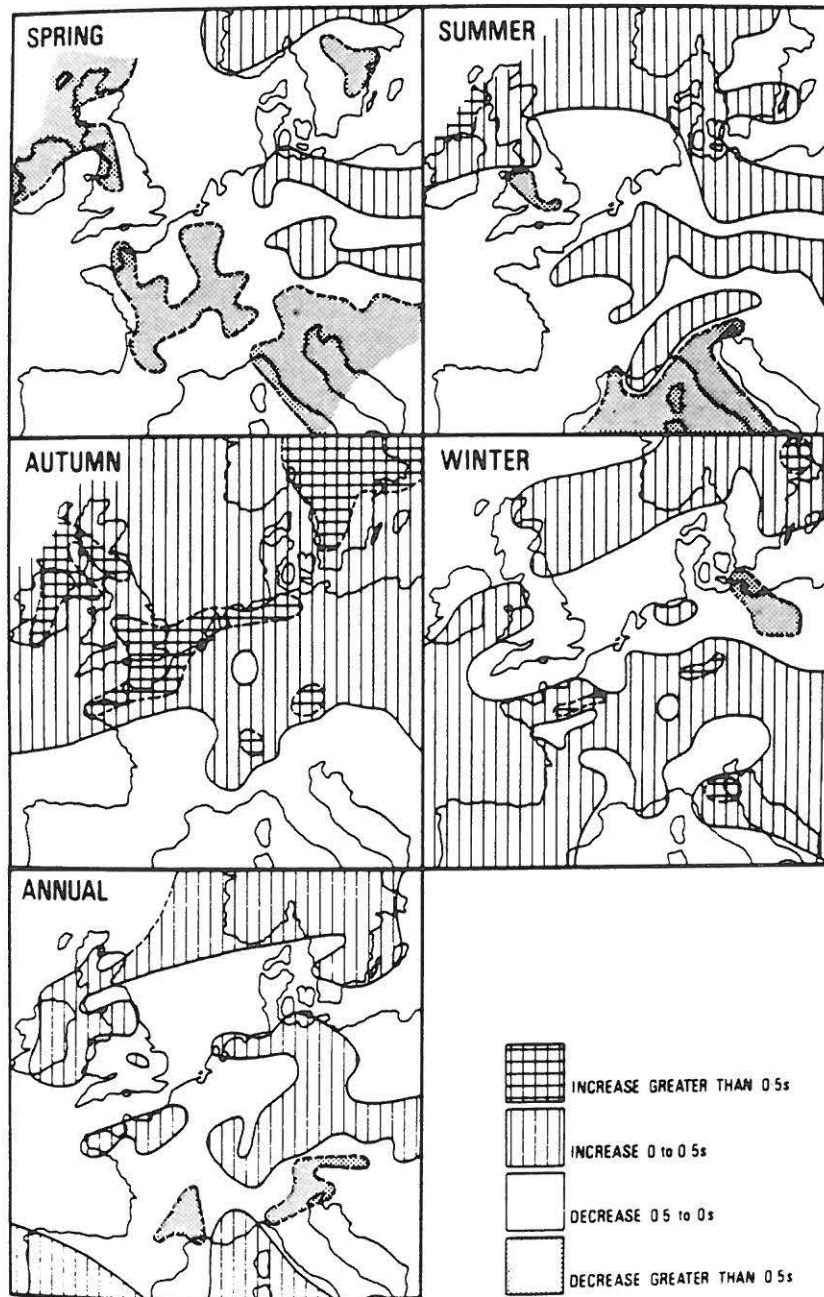 SPRING
SUMMER
AUTUMN
WINTER
ANNUAL
INCREASE GREATER THAN 0·5s
INCREASE 0 to 0·5s
DECREASE 0 5 to 0s
DECREASE GREATER THAN 0 5s